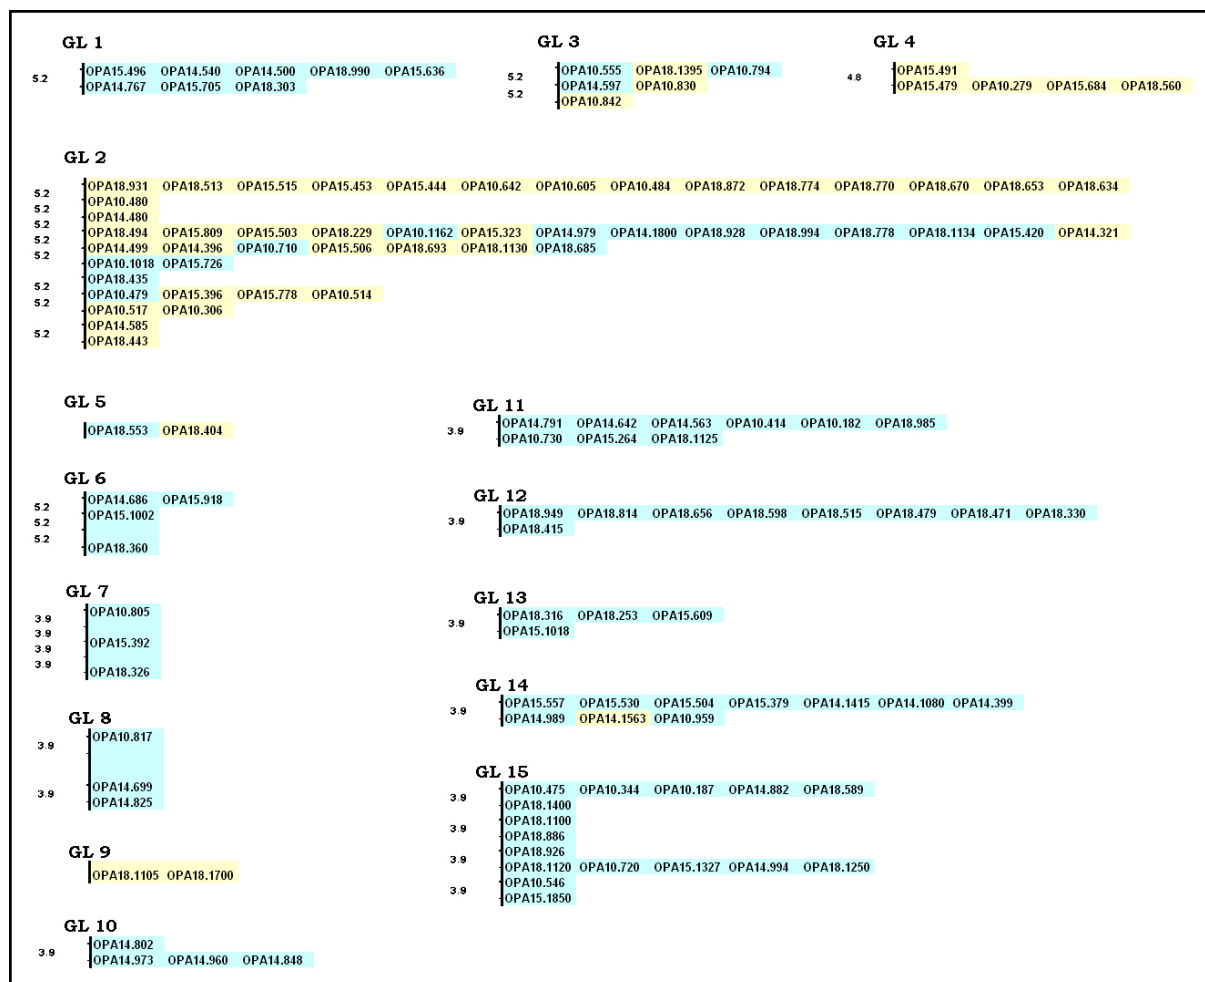 GL 1
5.2
OPA15.496 OPA14.540 OPA14.500 OPA18.990 OPA15.636
OPA14.767 OPA15.705 OPA18.303
GL 3
5.2
5.2
OPA10.555 OPA18.1395 OPA10.794
OPA14.597 OPA10.830
OPA10.842
GL 4
4.8
OPA15.491
OPA15.479 OPA10.279 OPA15.684 OPA18.560
GL 2
5.2
5.2
5.2
5.2
5.2
5.2
5.2
5.2
OPA18.931 OPA18.513 OPA15.515 OPA15.453 OPA15.444 OPA10.642 OPA10.605 OPA10.484 OPA18.872 OPA18.774 OPA18.770 OPA18.670 OPA18.653 OPA18.634
OPA10.480
OPA14.480
OPA18.494 OPA15.809 OPA15.503 OPA18.229 OPA10.1162 OPA15.323 OPA14.979 OPA14.1800 OPA18.928 OPA18.994 OPA18.778 OPA18.1134 OPA15.420 OPA14.321
OPA14.499 OPA14.396 OPA10.710 OPA15.506 OPA18.693 OPA18.1130 OPA18.685
OPA10.1018 OPA15.726
OPA18.435
OPA10.479 OPA15.396 OPA15.778 OPA10.514
OPA10.517 OPA10.306
OPA14.585
OPA18.443
GL 5
OPA18.553 OPA18.404
GL 6
5.2
5.2
5.2
OPA14.686 OPA15.918
OPA15.1002
OPA18.360
GL 7
3.9
3.9
3.9
3.9
OPA10.805
OPA15.392
OPA18.326
GL 8
3.9
3.9
OPA10.817
OPA14.699
OPA14.825
GL 9
OPA18.1105 OPA18.1700
GL 10
3.9
OPA14.802
OPA14.973 OPA14.960 OPA14.848
GL 11
3.9
OPA14.791 OPA14.642 OPA14.563 OPA10.414 OPA10.182 OPA18.985
OPA10.730 OPA15.264 OPA18.1125
GL 12
3.9
OPA18.949 OPA18.814 OPA18.656 OPA18.598 OPA18.515 OPA18.479 OPA18.471 OPA18.330
OPA18.415
GL 13
3.9
OPA18.316 OPA18.253 OPA15.609
OPA15.1018
GL 14
3.9
OPA15.557 OPA15.530 OPA15.504 OPA15.379 OPA14.1415 OPA14.1080 OPA14.399
OPA14.989 OPA14.1563 OPA10.959
GL 15
3.9
3.9
3.9
3.9
OPA10.475 OPA10.344 OPA10.187 OPA14.882 OPA18.589
OPA18.1400
OPA18.1100
OPA18.886
OPA18.926
OPA18.1120 OPA10.720 OPA15.1327 OPA14.994 OPA18.1250
OPA10.546
OPA15.1850